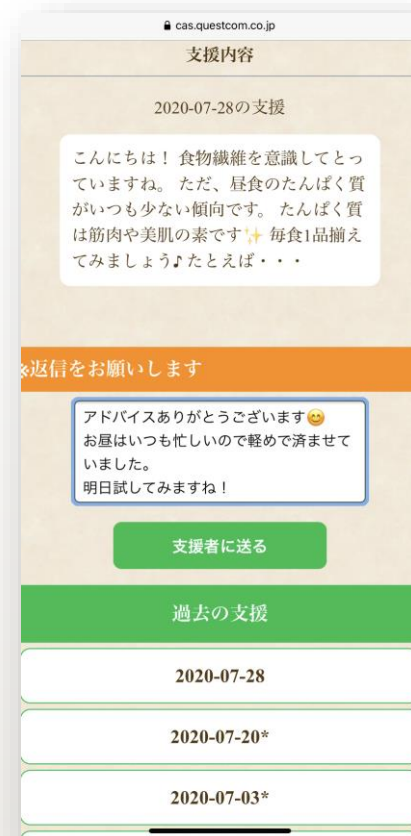 cas.questcom.co.jp
支援内容
2020-07-28の支援
こんにちは！ 食物繊維を意識してとっ
ていますね。 ただ、昼食のたんぱく質
がいつも少ない傾向です。 たんぱく質
は筋肉や美肌の素です✨ 毎食1品揃え
てみましょう♪ たとえば・・・
※返信をお願いします
アドバイスありがとうございます😊
お昼はいつも忙しいので軽めで済ませて
いました。
明日試してみますね！
支援者に送る
過去の支援
2020-07-28
2020-07-20*
2020-07-03*